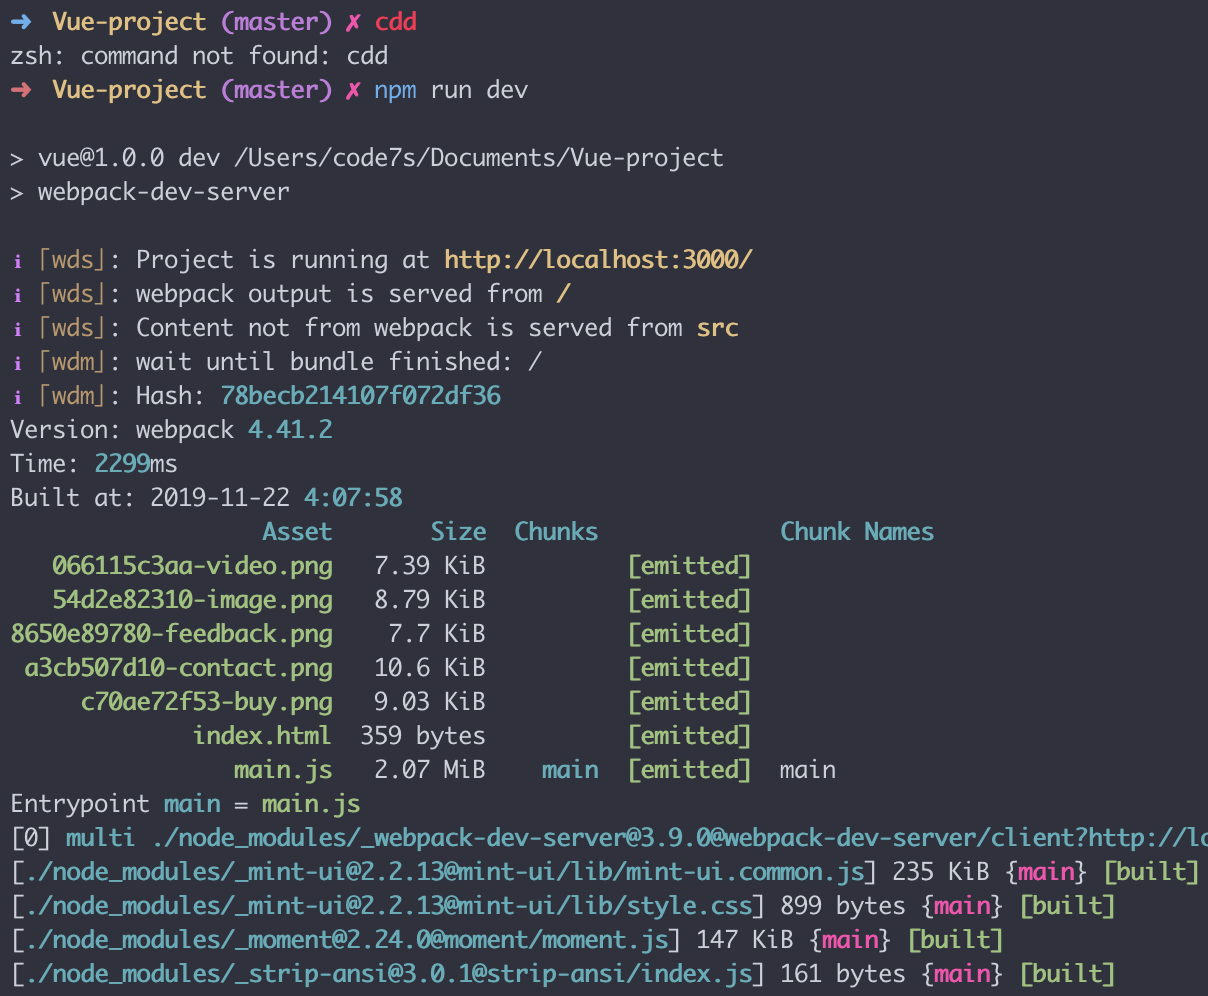 ➜ Vue-project (master) ✗ cdd
zsh: command not found: cdd
➜ Vue-project (master) ✗ npm run dev
> vue@1.0.0 dev /Users/code7s/Documents/Vue-project
> webpack-dev-server
ℹ ｢wds｣: Project is running at http://localhost:3000/
ℹ ｢wds｣: webpack output is served from /
ℹ ｢wds｣: Content not from webpack is served from src
ℹ ｢wdm｣: wait until bundle finished: /
ℹ ｢wdm｣: Hash: 78becb214107f072df36
Version: webpack 4.41.2
Time: 2299ms
Built at: 2019-11-22 4:07:58
Asset Size Chunks Chunk Names
066115c3aa-video.png 7.39 KiB [emitted]
54d2e82310-image.png 8.79 KiB [emitted]
8650e89780-feedback.png 7.7 KiB [emitted]
a3cb507d10-contact.png 10.6 KiB [emitted]
c70ae72f53-buy.png 9.03 KiB [emitted]
index.html 359 bytes [emitted]
main.js 2.07 MiB main [emitted] main
Entrypoint main = main.js
[0] multi ./node_modules/_webpack-dev-server@3.9.0@webpack-dev-server/client?http://lo
[./node_modules/_mint-ui@2.2.13@mint-ui/lib/mint-ui.common.js] 235 KiB {main} [built]
[./node_modules/_mint-ui@2.2.13@mint-ui/lib/style.css] 899 bytes {main} [built]
[./node_modules/_moment@2.24.0@moment/moment.js] 147 KiB {main} [built]
[./node_modules/_strip-ansi@3.0.1@strip-ansi/index.js] 161 bytes {main} [built]